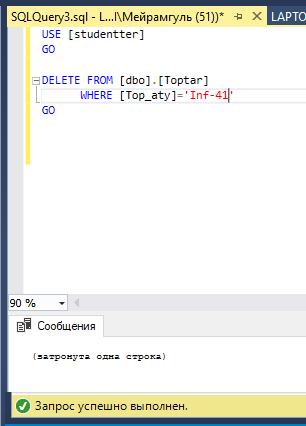 SQLQuery3.sql - L...l\Мейрамгуль (51))*
LAPTO
USE [studentter]
GO
DELETE FROM [dbo].[Toptar]
WHERE [Top_aty]='Inf-41'
GO
90 %
Сообщения
(затронута одна строка)
Запрос успешно выполнен.